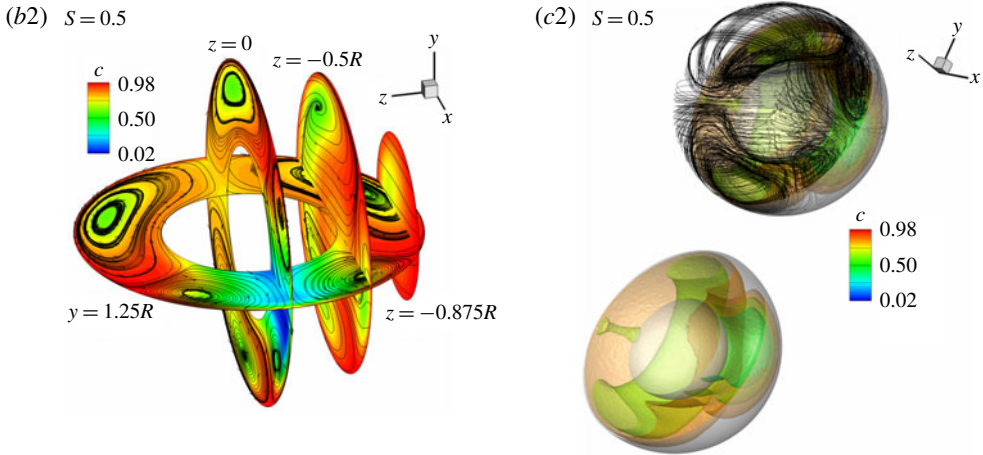 (b2) S = 0.5
z = 0
z = −0.5R
y
z
x
c
0.98
0.50
0.02
y = 1.25R
z = −0.875R
(c2) S = 0.5
y
z
x
c
0.98
0.50
0.02